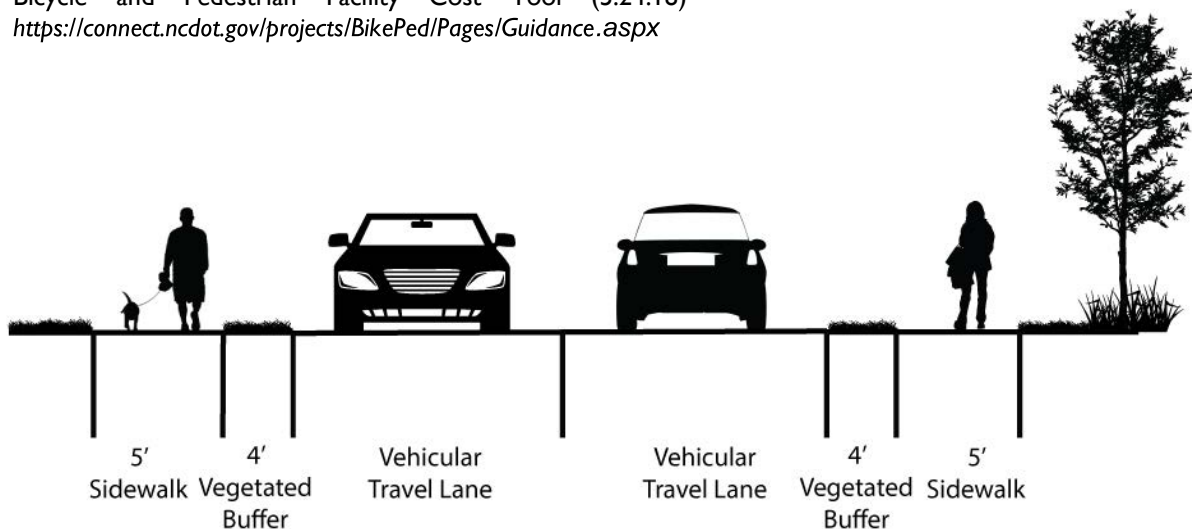 Bicycle and Pedestrian Facility Cost Tool (5.24.18)
https://connect.ncdot.gov/projects/BikePed/Pages/Guidance.aspx
5'
Sidewalk
4'
Vegetated
Buffer
Vehicular
Travel Lane
Vehicular
Travel Lane
4'
Vegetated
Buffer
5'
Sidewalk